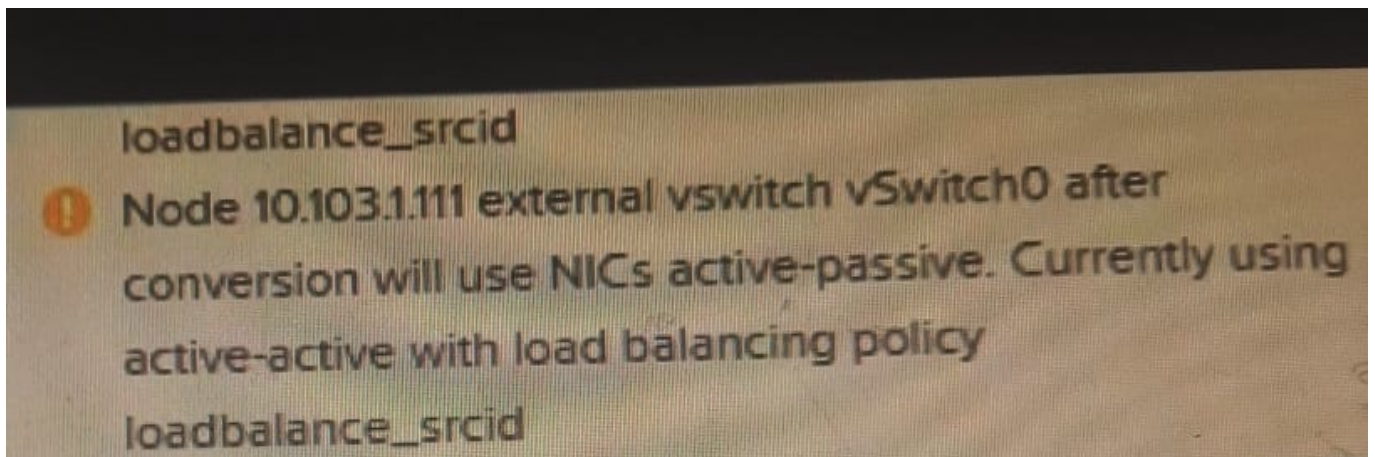 loadbalance_srcid
Node 10.103.1.111 external vswitch vSwitch0 after
conversion will use NICs active-passive. Currently using
active-active with load balancing policy
loadbalance_srcid